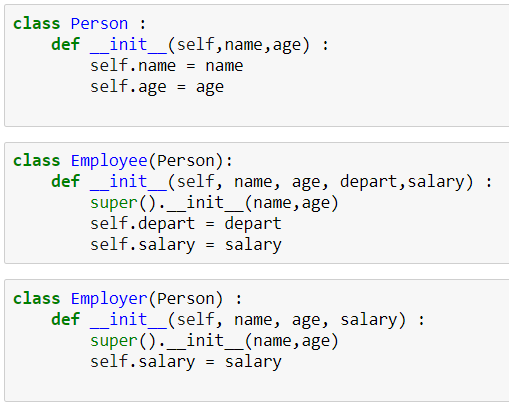 class Person :
    def __init__(self,name,age) :
        self.name = name
        self.age = age
class Employee(Person):
    def __init__(self, name, age, depart,salary) :
        super().__init__(name,age)
        self.depart = depart
        self.salary = salary
class Employer(Person) :
    def __init__(self, name, age, salary) :
        super().__init__(name,age)
        self.salary = salary